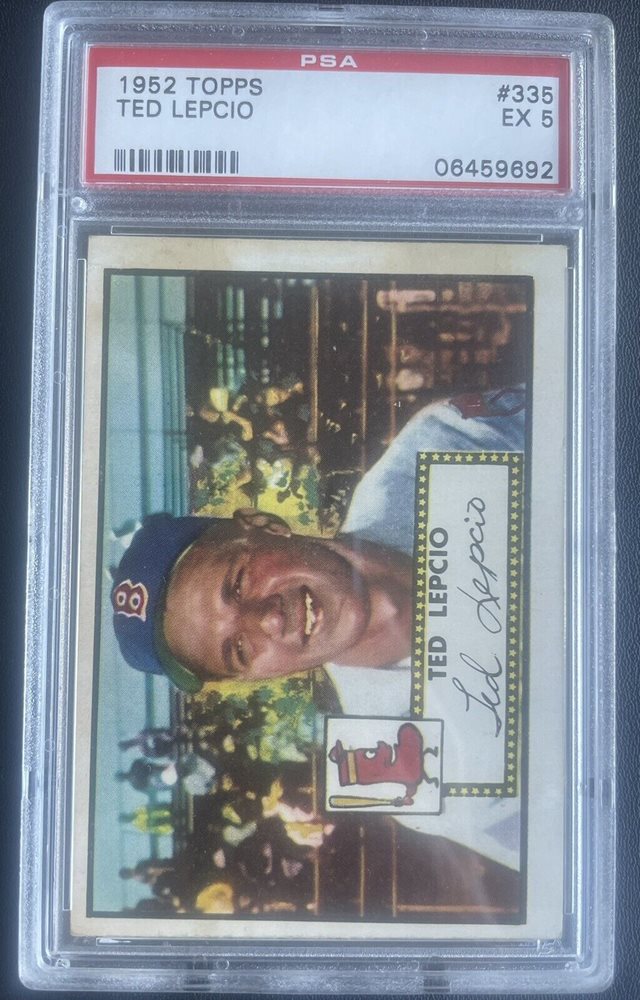 PSA
1952 TOPPS #335
TED LEPCIO EX 5
06459692
B
TED LEPCIO
Ted Lepcio